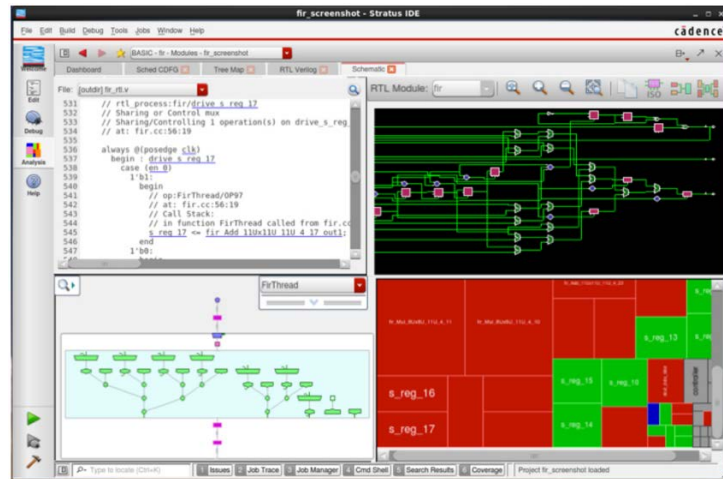 fir_screenshot - Stratus IDE
File Edit Build Debug Tools Jobs Window Help
cādence
Welcome
BASIC - fir - Modules - fir_screenshot
Dashboard Sched CDFG Tree Map RTL Verilog Schematic
Edit
Debug
Analysis
Help
File: [outdir] fir_rtl.v
RTL Module: fir
ISO
531 // rtl_process:fir/drive_s_reg_17
532 // Sharing or Control mux
533 // Sharing/Controlling 1 operation(s) on drive_s_reg_
534 // at: fir.cc:56:19
535
536 always @(posedge clk)
537 begin : drive_s_reg_17
538 case (en_0)
539 1'b1:
540 begin
541 // op:FirThread/OP97
542 // at: fir.cc:56:19
543 // Call Stack:
544 // in function FirThread called from fir.cc
545 s_reg_17 <= fir_Add_11Ux11U_11U_4_17_out1;
546 end
547 1'b0:
FirThread
s_reg_13
s_reg_15
s_reg_10
s_reg_16
s_reg_17
s_reg_14
controller
Type to locate (Ctrl+K)
1 Issues 2 Job Trace 3 Job Manager 4 Cmd Shell 5 Search Results 6 Coverage
Project fir_screenshot loaded